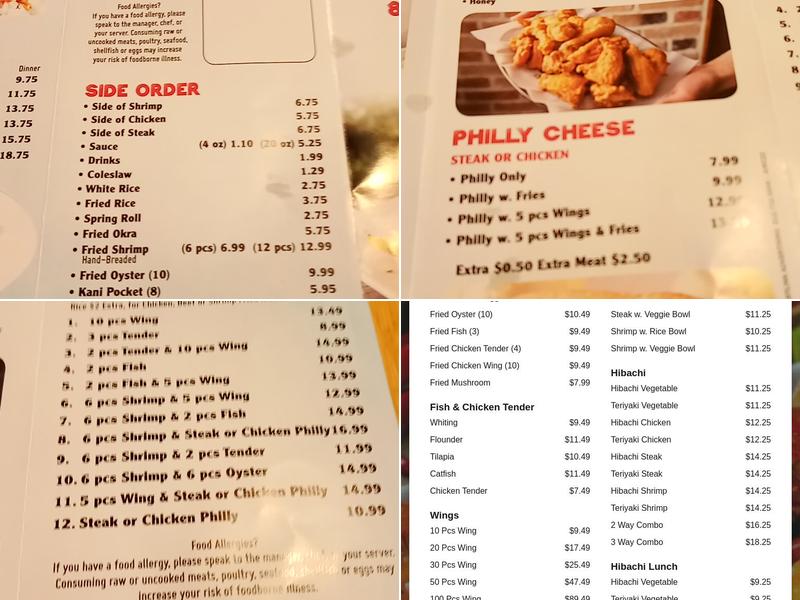 Food Allergies?
If you have a food allergy, please
speak to the manager, chef, or
your server. Consuming raw or
uncooked meats, poultry, seafood,
shellfish or eggs may increase
your risk of foodborne illness.
Dinner
9.75
11.75
13.75
13.75
15.75
18.75
SIDE ORDER
• Side of Shrimp 6.75
• Side of Chicken 5.75
• Side of Steak 6.75
• Sauce (4 oz) 1.10 (20 oz) 5.25
• Drinks 1.99
• Coleslaw 1.29
• White Rice 2.75
• Fried Rice 3.75
• Spring Roll 2.75
• Fried Okra 5.75
• Fried Shrimp (6 pcs) 6.99 (12 pcs) 12.99
Hand-Breaded
• Fried Oyster (10) 9.99
• Kani Pocket (8) 5.95
• Honey
PHILLY CHEESE
STEAK OR CHICKEN
• Philly Only 7.99
• Philly w. Fries 9.99
• Philly w. 5 pcs Wings
• Philly w. 5 pcs Wings & Fries
Extra $0.50 Extra Meat $2.50
4.
5.
6.
7.
8.
1. 10 pcs Wing 13.49
2. 3 pcs Tender 8.99
3. 2 pcs Tender & 10 pcs Wing 14.99
4. 2 pcs Fish 10.99
5. 2 pcs Fish & 5 pcs Wing 13.99
6. 6 pcs Shrimp & 5 pcs Wing 12.99
7. 6 pcs Shrimp & 2 pcs Fish 14.99
8. 6 pcs Shrimp & Steak or Chicken Philly 16.99
9. 6 pcs Shrimp & 2 pcs Tender 11.99
10. 6 pcs Shrimp & 6 pcs Oyster 14.99
11. 5 pcs Wing & Steak or Chicken Philly 14.99
12. Steak or Chicken Philly 10.99
Food Allergies?
If you have a food allergy, please speak to the manager, chef, or your server.
Consuming raw or uncooked meats, poultry, seafood, or eggs may
increase your risk of foodborne illness.
Fried Oyster (10) $10.49
Fried Fish (3) $9.49
Fried Chicken Tender (4) $9.49
Fried Chicken Wing (10) $9.49
Fried Mushroom $7.99
Fish & Chicken Tender
Whiting $9.49
Flounder $11.49
Tilapia $10.49
Catfish $11.49
Chicken Tender $7.49
Wings
10 Pcs Wing $9.49
20 Pcs Wing $17.49
30 Pcs Wing $25.49
50 Pcs Wing $47.49
100 Pcs Wing $89.49
Steak w. Veggie Bowl $11.25
Shrimp w. Rice Bowl $10.25
Shrimp w. Veggie Bowl $11.25
Hibachi
Hibachi Vegetable $11.25
Teriyaki Vegetable $11.25
Hibachi Chicken $12.25
Teriyaki Chicken $12.25
Hibachi Steak $14.25
Teriyaki Steak $14.25
Hibachi Shrimp $14.25
Teriyaki Shrimp $14.25
2 Way Combo $16.25
3 Way Combo $18.25
Hibachi Lunch
Hibachi Vegetable $9.25
Teriyaki Vegetable $9.25